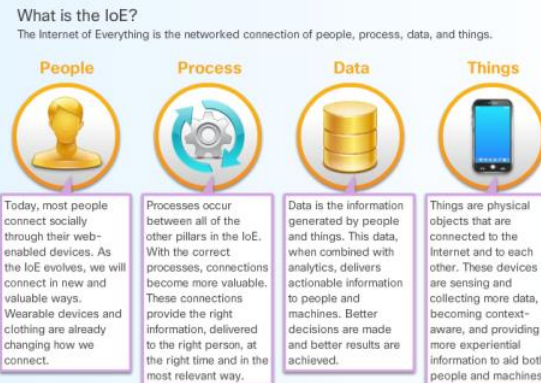 What is the IoE?
The Internet of Everything is the networked connection of people, process, data, and things.
People
Today, most people
connect socially
through their web-
enabled devices. As
the IoE evolves, we will
connect in new and
valuable ways.
Wearable devices and
clothing are already
changing how we
connect.
Process
Processes occur
between all of the
other pillars in the IoE.
With the correct
processes, connections
become more valuable.
These connections
provide the right
information, delivered
to the right person, at
the right time and in the
most relevant way.
Data
Data is the information
generated by people
and things. This data,
when combined with
analytics, delivers
actionable information
to people and
machines. Better
decisions are made
and better results are
achieved.
Things
Things are physical
objects that are
connected to the
Internet and to each
other. These devices
are sensing and
collecting more data,
becoming context-
aware, and providing
more experiential
information to aid both
people and machines